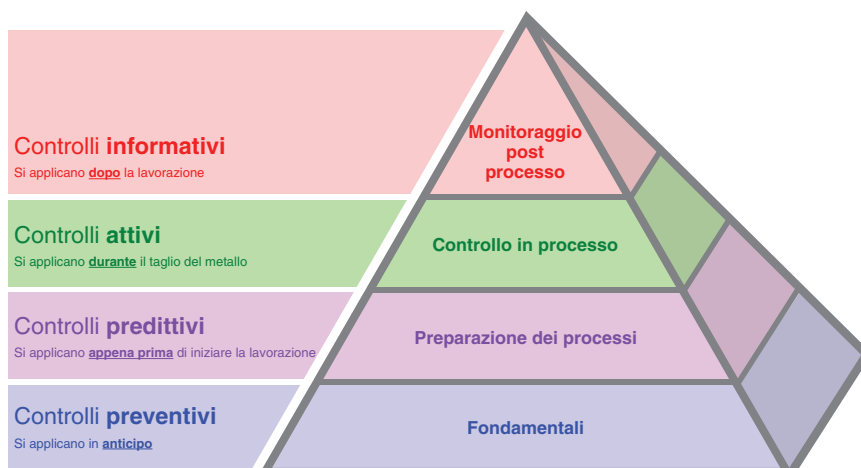 Controlli informativi
Si applicano dopo la lavorazione
Monitoraggio
post
processo
Controlli attivi
Si applicano durante il taglio del metallo
Controllo in processo
Controlli predittivi
Si applicano appena prima di iniziare la lavorazione
Preparazione dei processi
Controlli preventivi
Si applicano in anticipo
Fondamentali